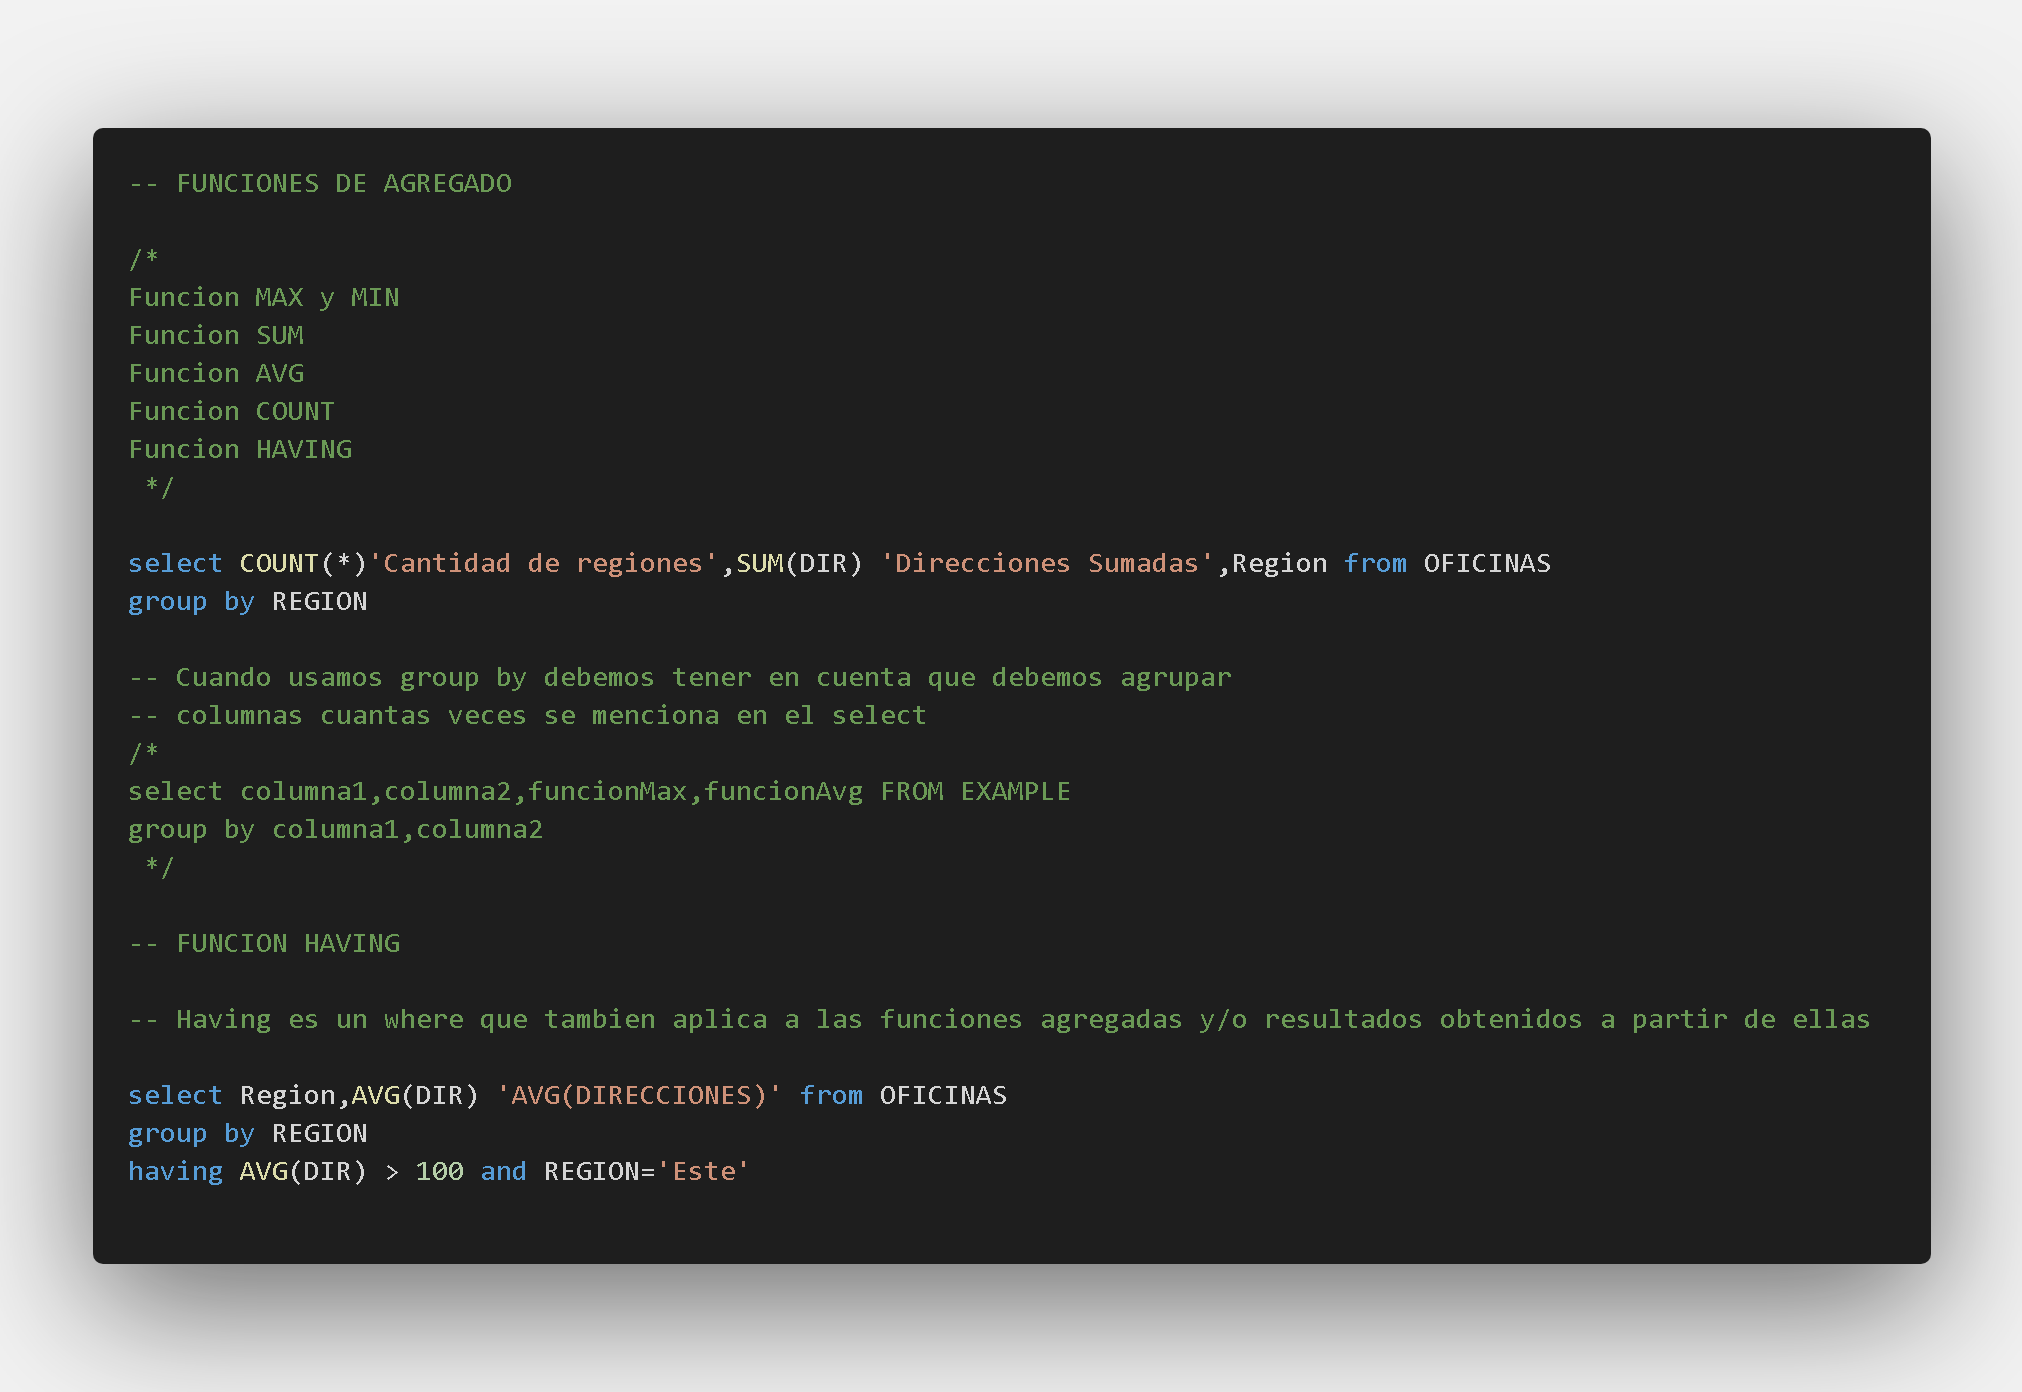 -- FUNCIONES DE AGREGADO
/*
Funcion MAX y MIN
Funcion SUM
Funcion AVG
Funcion COUNT
Funcion HAVING
*/
select COUNT(*)'Cantidad de regiones',SUM(DIR) 'Direcciones Sumadas',Region from OFICINAS
group by REGION
-- Cuando usamos group by debemos tener en cuenta que debemos agrupar
-- columnas cuantas veces se menciona en el select
/*
select columna1,columna2,funcionMax,funcionAvg FROM EXAMPLE
group by columna1,columna2
*/
-- FUNCION HAVING
-- Having es un where que tambien aplica a las funciones agregadas y/o resultados obtenidos a partir de ellas
select Region,AVG(DIR) 'AVG(DIRECCIONES)' from OFICINAS
group by REGION
having AVG(DIR) > 100 and REGION='Este'